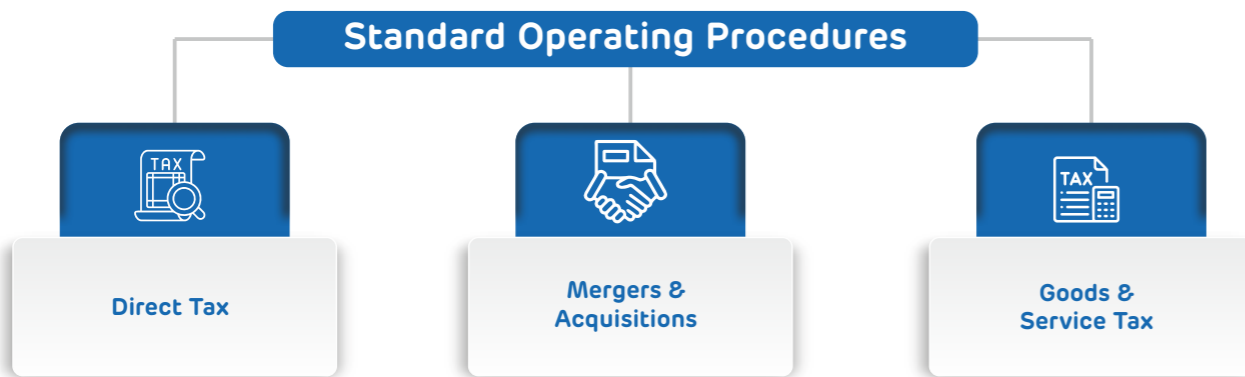 Standard Operating Procedures
TAX
TAX
Direct Tax
Mergers &
Acquisitions
Goods &
Service Tax